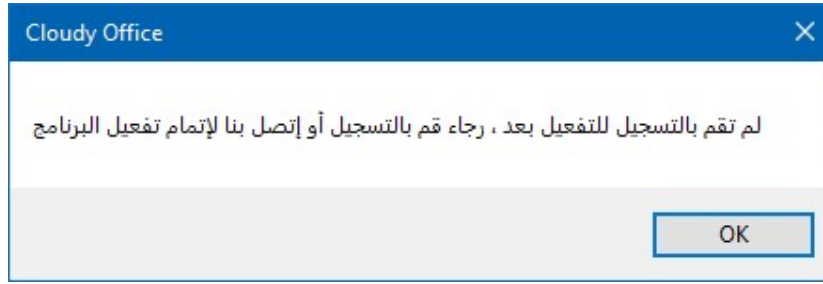 Cloudy Office
لم تقم بالتسجيل للتفعيل بعد ، رجاء قم بالتسجيل أو إتصل بنا لإتمام تفعيل البرنامج
OK